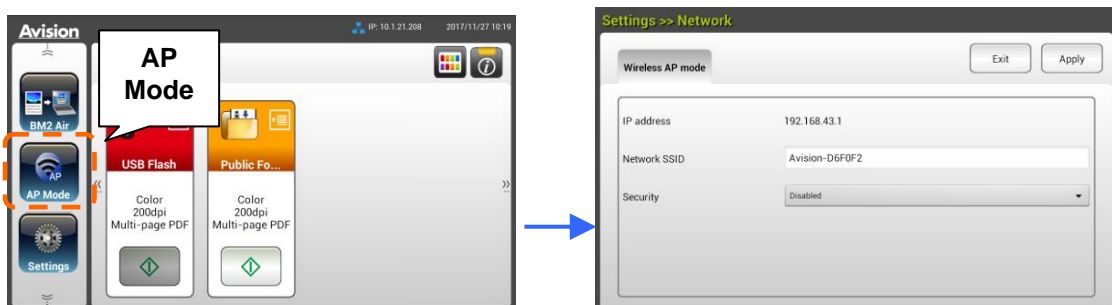 Avision
IP: 10.1.21.208
2017/11/27 10:19
AP
Mode
BM2 Air
AP
AP Mode
Settings
USB Flash
Color
200dpi
Multi-page PDF
Public Fo...
Color
200dpi
Multi-page PDF
Settings >> Network
Wireless AP mode
Exit
Apply
IP address
192.168.43.1
Network SSID
Avision-D6F0F2
Security
Disabled